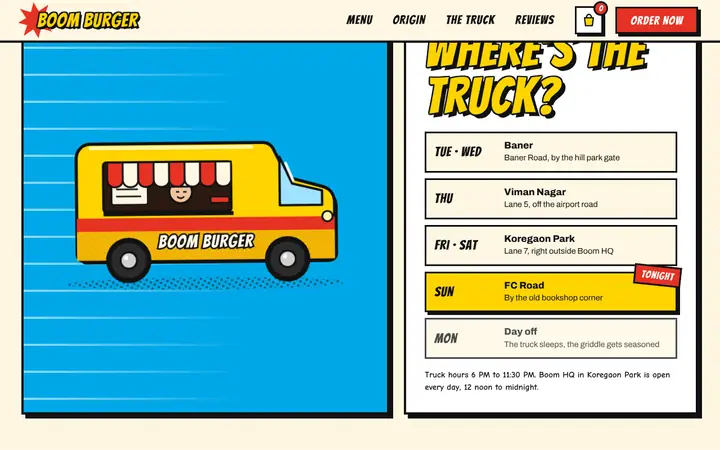 BOOM BURGER
MENU
ORIGIN
THE TRUCK
REVIEWS
0
ORDER NOW
BOOM BURGER
WHERE'S THE
TRUCK?
TUE · WED
Baner
Baner Road, by the hill park gate
THU
Viman Nagar
Lane 5, off the airport road
FRI · SAT
Koregaon Park
Lane 7, right outside Boom HQ
TONIGHT
SUN
FC Road
By the old bookshop corner
MON
Day off
The truck sleeps, the griddle gets seasoned
Truck hours 6 PM to 11:30 PM. Boom HQ in Koregaon Park is open
every day, 12 noon to midnight.